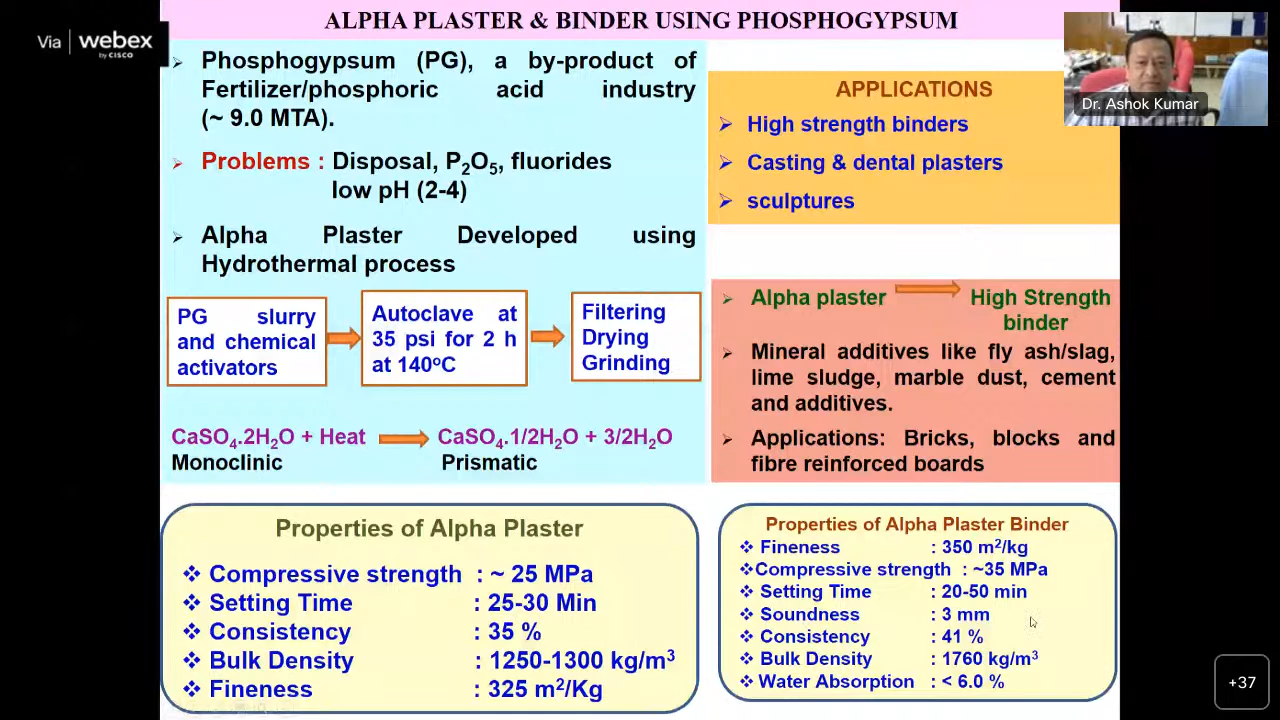 ALPHA PLASTER & BINDER USING PHOSPHOGYPSUM
Via | webex
by CISCO
Phosphogypsum (PG), a by-product of
Fertilizer/phosphoric acid industry
(~ 9.0 MTA).
Problems : Disposal, P2O5, fluorides
low pH (2-4)
Alpha Plaster Developed using
Hydrothermal process
PG slurry
and chemical
activators
Autoclave at
35 psi for 2 h
at 140ºC
Filtering
Drying
Grinding
CaSO4.2H2O + Heat → CaSO4.1/2H2O + 3/2H2O
Monoclinic Prismatic
APPLICATIONS
High strength binders
Casting & dental plasters
sculptures
Dr. Ashok Kumar
Alpha plaster → High Strength
binder
Mineral additives like fly ash/slag,
lime sludge, marble dust, cement
and additives.
Applications: Bricks, blocks and
fibre reinforced boards
Properties of Alpha Plaster
Compressive strength : ~ 25 MPa
Setting Time : 25-30 Min
Consistency : 35 %
Bulk Density : 1250-1300 kg/m³
Fineness : 325 m²/Kg
Properties of Alpha Plaster Binder
Fineness : 350 m²/kg
Compressive strength : ~35 MPa
Setting Time : 20-50 min
Soundness : 3 mm
Consistency : 41 %
Bulk Density : 1760 kg/m³
Water Absorption : < 6.0 %
+37